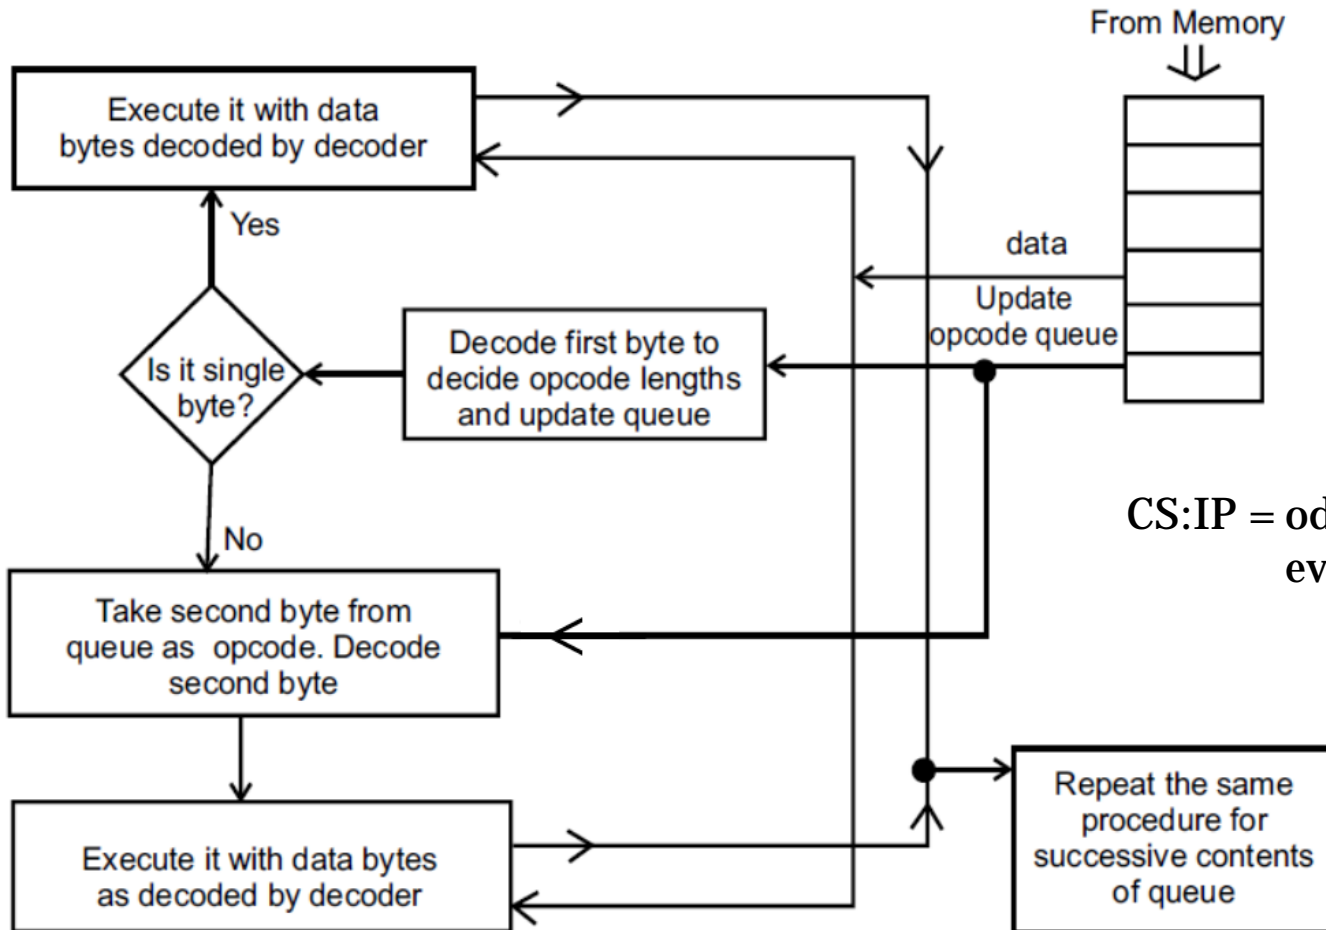 From Memory
Execute it with data
bytes decoded by decoder
Yes
data
Update
opcode queue
Decode first byte to
decide opcode lengths
and update queue
Is it single
byte?
CS:IP =
No
Take second byte from
queue as opcode. Decode
second byte
Repeat the same
procedure for
successive contents
of queue
Execute it with data bytes
as decoded by decoder